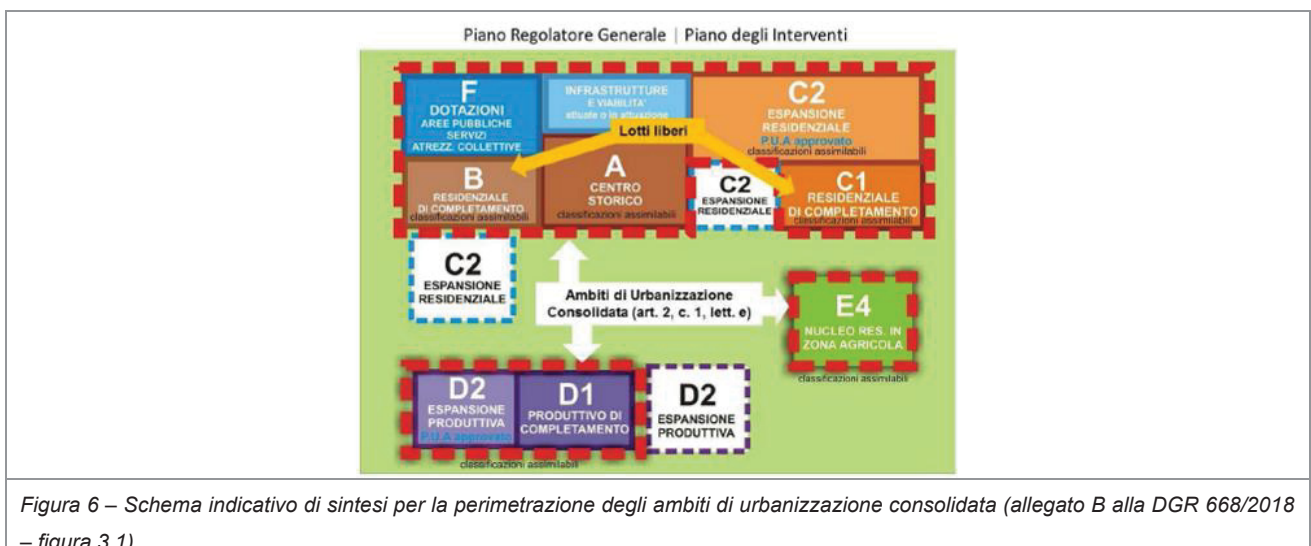 Piano Regolatore Generale | Piano degli Interventi
F
DOTAZIONI
AREE PUBBLICHE
SERVIZI
ATREZZ. COLLETTIVE
INFRASTRUTTURE
E VIABILITA'
attuate o in attuazione
C2
ESPANSIONE
RESIDENZIALE
P.U.A approvato
classificazioni assimilabili
Lotti liberi
B
RESIDENZIALE
DI COMPLETAMENTO
classificazioni assimilabili
A
CENTRO
STORICO
classificazioni assimilabili
C2
ESPANSIONE
RESIDENZIALE
C1
RESIDENZIALE
DI COMPLETAMENTO
classificazioni assimilabili
C2
ESPANSIONE
RESIDENZIALE
Ambiti di Urbanizzazione
Consolidata (art. 2, c. 1, lett. e)
E4
NUCLEO RES. IN
ZONA AGRICOLA
classificazioni assimilabili
D2
ESPANSIONE
PRODUTTIVA
P.U.A approvato
D1
PRODUTTIVO DI
COMPLETAMENTO
classificazioni assimilabili
D2
ESPANSIONE
PRODUTTIVA
Figura 6 – Schema indicativo di sintesi per la perimetrazione degli ambiti di urbanizzazione consolidata (allegato B alla DGR 668/2018
– figura 3.1)